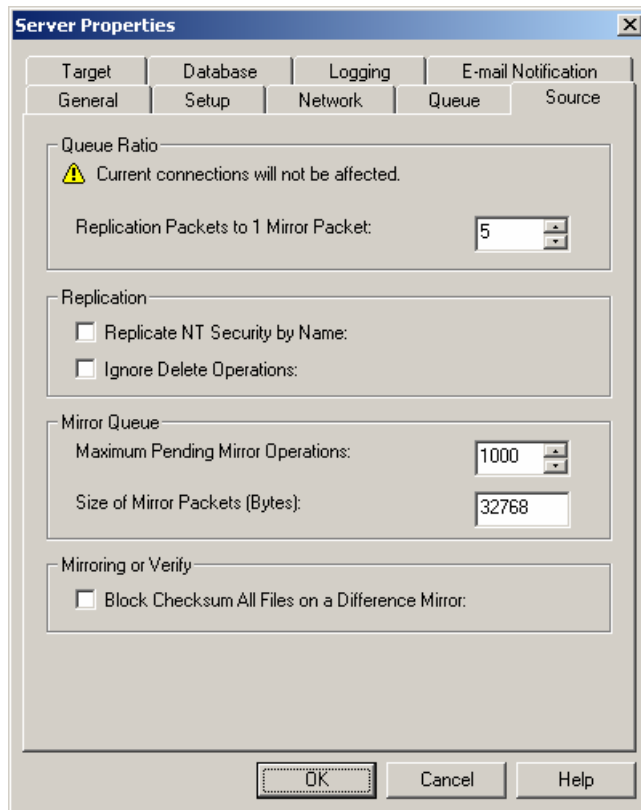 Server Properties
Target Database Logging E-mail Notification
General Setup Network Queue Source
Queue Ratio
Current connections will not be affected.
Replication Packets to 1 Mirror Packet: 5
Replication
Replicate NT Security by Name:
Ignore Delete Operations:
Mirror Queue
Maximum Pending Mirror Operations: 1000
Size of Mirror Packets (Bytes): 32768
Mirroring or Verify
Block Checksum All Files on a Difference Mirror:
OK Cancel Help